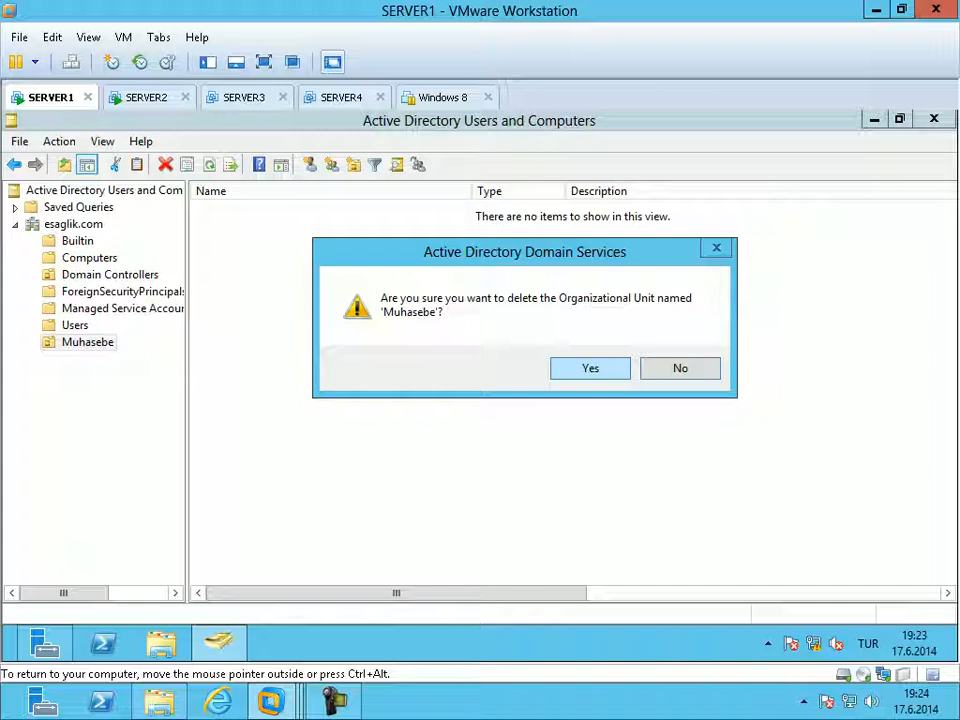 SERVER1 - VMware Workstation
File Edit View VM Tabs Help
SERVER1 SERVER2 SERVER3 SERVER4 Windows 8
Active Directory Users and Computers
File Action View Help
Active Directory Users and Com
Name Type Description
Saved Queries
There are no items to show in this view.
esaglik.com
Builtin
Computers
Domain Controllers
ForeignSecurityPrincipals
Managed Service Accour
Users
Muhasebe
Active Directory Domain Services
Are you sure you want to delete the Organizational Unit named
'Muhasebe'?
Yes No
TUR
19:23
17.6.2014
To return to your computer, move the mouse pointer outside or press Ctrl+Alt.
19:24
17.6.2014